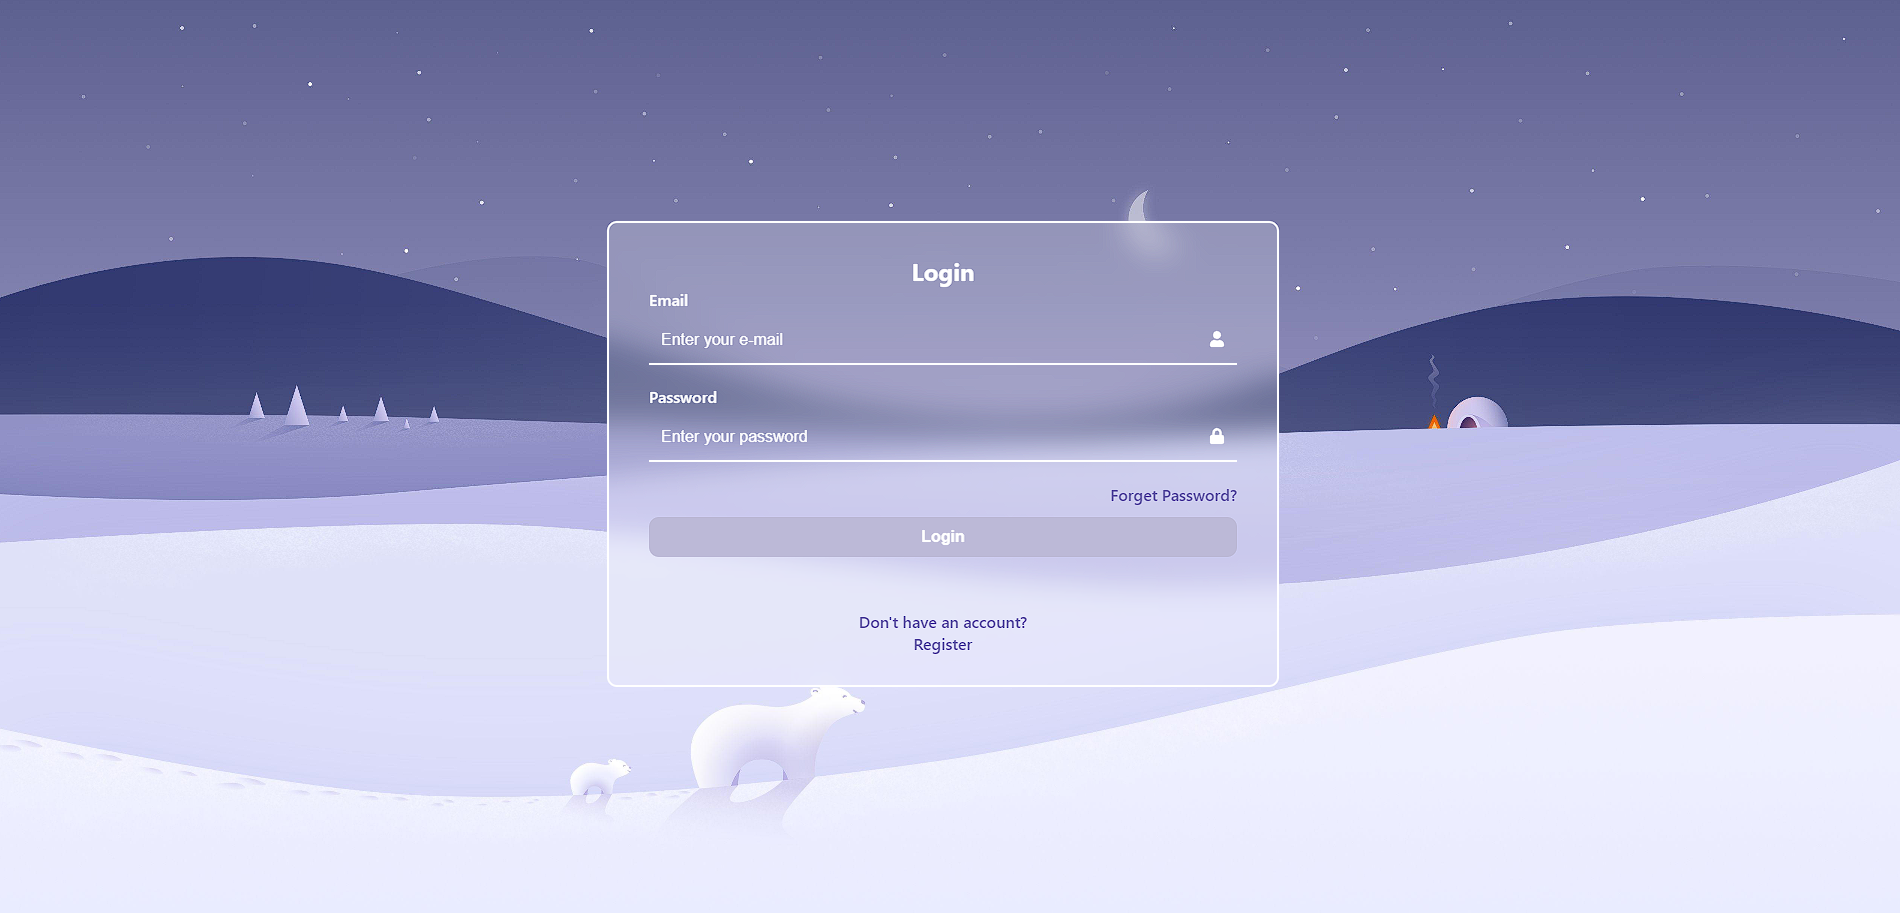 Login
Email
Enter your e-mail
Password
Enter your password
Forget Password?
Login
Don't have an account?
Register